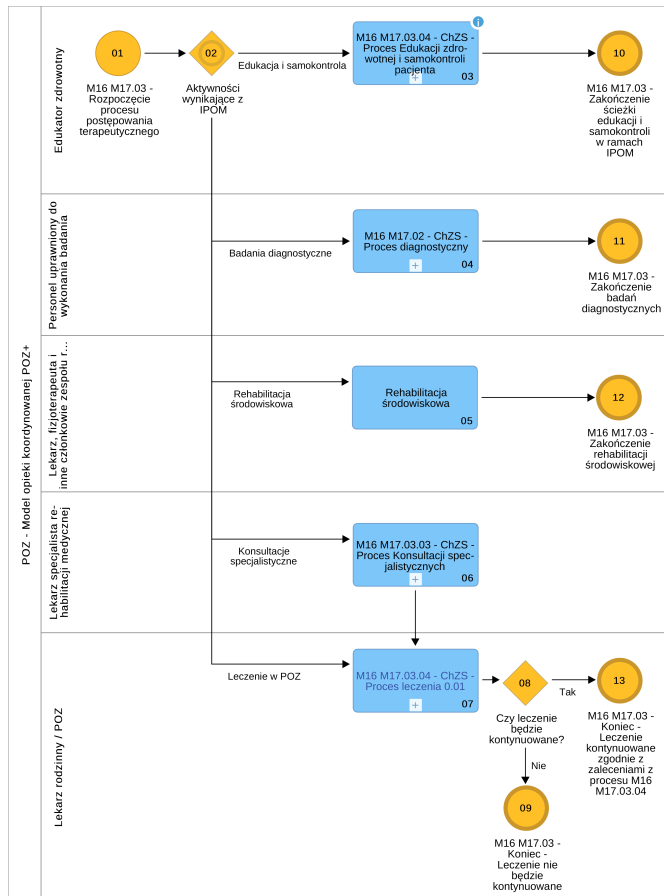 POZ - Model opieki koordynowanej POZ+
Edukator zdrowotny
01
M16 M17.03 -
Rozpoczęcie
procesu
postępowania
terapeutycznego
02
Aktywności
wynikające z
IPOM
Edukacja i samokontrola
M16 M17.03.04 - ChZS -
Proces Edukacji zdro-
wotnej i samokontroli
pacjenta
03
i
10
M16 M17.03 -
Zakończenie
ścieżki
edukacji i
samokontroli
w ramach
IPOM
Personel uprawniony do
wykonania badania
Badania diagnostyczne
M16 M17.02 - ChZS -
Proces diagnostyczny
04
11
M16 M17.03 -
Zakończenie
badań
diagnostycznych
Lekarz, fizjoterapeuta i
inne członkowie zespołu r...
Rehabilitacja
środowiskowa
Rehabilitacja
środowiskowa
05
12
M16 M17.03 -
Zakończenie
rehabilitacji
środowiskowej
Lekarz specjalista re-
habilitacji medycznej
Konsultacje
specjalistyczne
M16 M17.03.03 - ChZS -
Proces Konsultacji spec-
jalistycznych
06
Lekarz rodzinny / POZ
Leczenie w POZ
M16 M17.03.04 - ChZS -
Proces leczenia 0.01
07
08
Czy leczenie
będzie
kontynuowane?
Tak
Nie
13
M16 M17.03 -
Koniec -
Leczenie
kontynuowane
zgodnie z
zaleceniami z
procesu M16
M17.03.04
09
M16 M17.03 -
Koniec -
Leczenie nie
będzie
kontynuowane